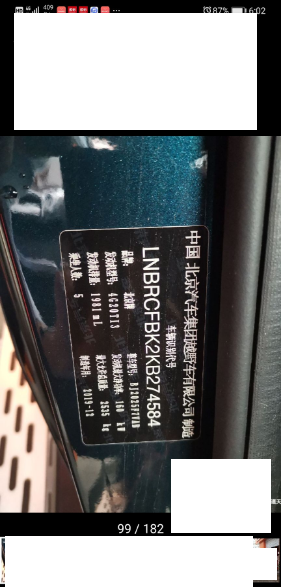 409
87%
6:02
中国 北京汽车集团越野车有限公司 制造
车辆识别代号
LNBRCFBK2KB274584
品牌: 北京牌 整车型号: BJ2025F7VAB
发动机型号: 4G20TI3 发动机最大净功率: 160 kW
发动机排量: 1981mL 最大允许总质量: 2535 kg
乘坐人数: 5 制造年月: 2019-12
99 / 182